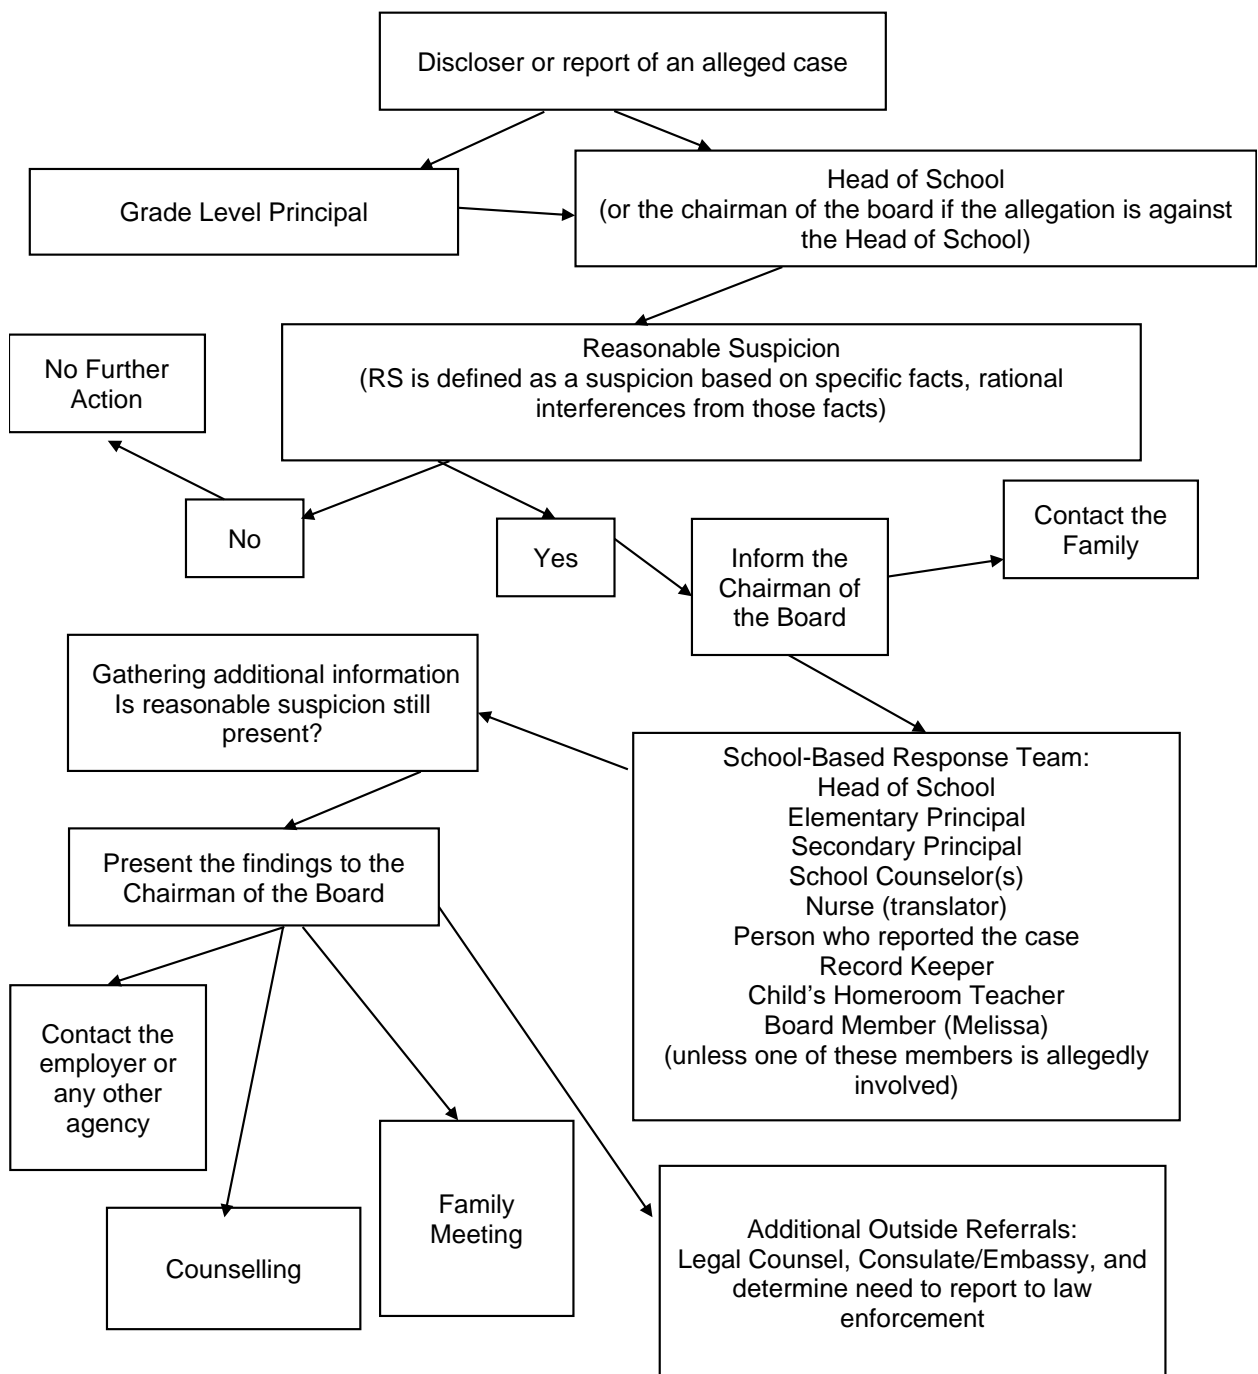 Discloser or report of an alleged case
Grade Level Principal
Head of School
(or the chairman of the board if the allegation is against
the Head of School)
Reasonable Suspicion
(RS is defined as a suspicion based on specific facts, rational
interferences from those facts)
No Further
Action
No
Yes
Inform the
Chairman of
the Board
Contact the
Family
Gathering additional information
Is reasonable suspicion still
present?
School-Based Response Team:
Head of School
Elementary Principal
Secondary Principal
School Counselor(s)
Nurse (translator)
Person who reported the case
Record Keeper
Child’s Homeroom Teacher
Board Member (Melissa)
(unless one of these members is allegedly
involved)
Present the findings to the
Chairman of the Board
Contact the
employer or
any other
agency
Counselling
Family
Meeting
Additional Outside Referrals:
Legal Counsel, Consulate/Embassy, and
determine need to report to law
enforcement